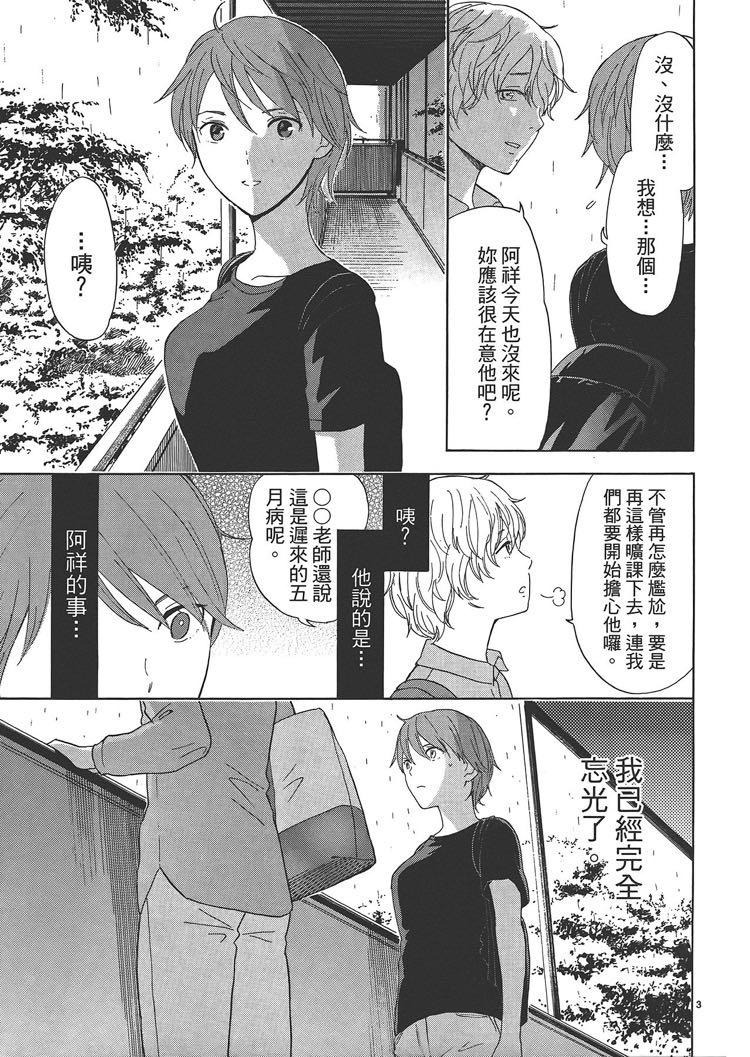 沒、沒什麼…
我想…那個…
阿祥今天也沒來呢。
妳應該很在意他吧？
…咦？
不管再怎麼尷尬，要是
再這樣曠課下去，連我
們都要開始擔心他囉。
咦？
他說的是…
○○老師還說
這是遲來的五
月病呢。
阿祥的事…
我已經完全
忘光了。
3